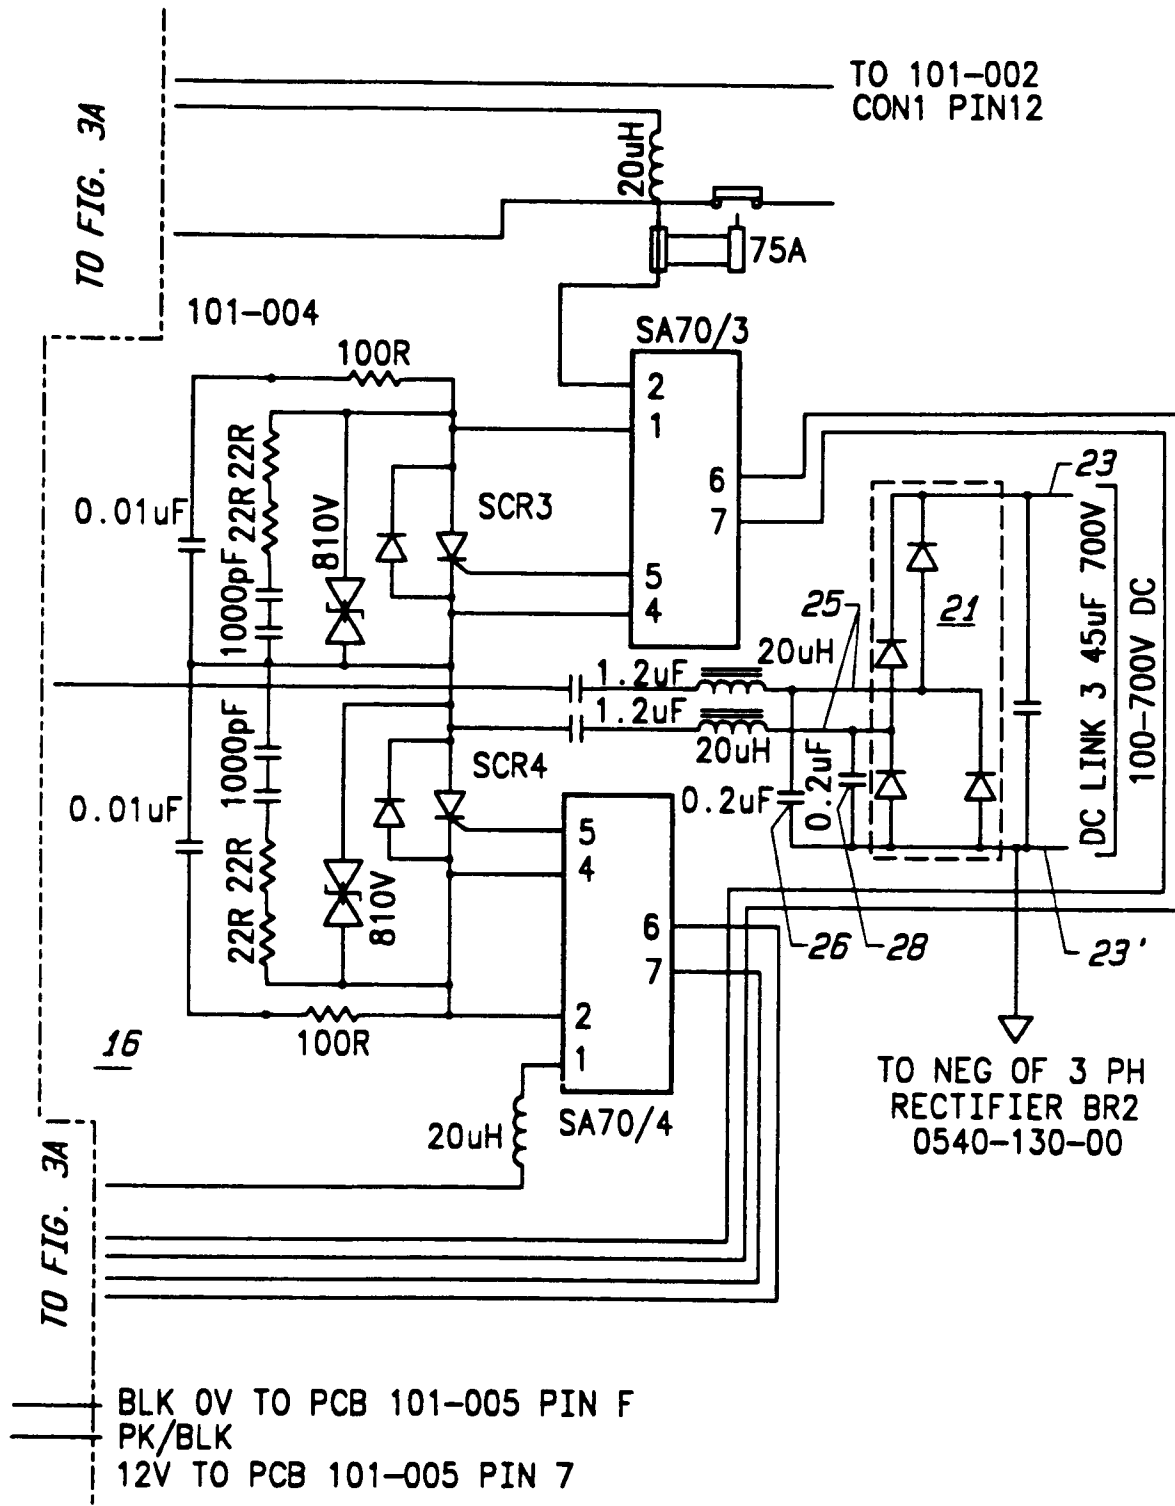 TO 101-002
CON1 PIN12
TO FIG. 3A
20uH
75A
101-004
SA70/3
100R
2
1
22R
22R
0.01uF
810V
SCR3
6
7
23
1000pF
5
4
25
21
DC LINK 3 45uF 700V
100-700V DC
1.2uF
20uH
1.2uF
20uH
1000pF
SCR4
0.01uF
0.2uF
0.2uF
5
4
22R
22R
810V
6
7
26
28
23'
2
1
16
100R
SA70/4
20uH
TO NEG OF 3 PH
RECTIFIER BR2
0540-130-00
TO FIG. 3A
BLK 0V TO PCB 101-005 PIN F
PK/BLK
12V TO PCB 101-005 PIN 7